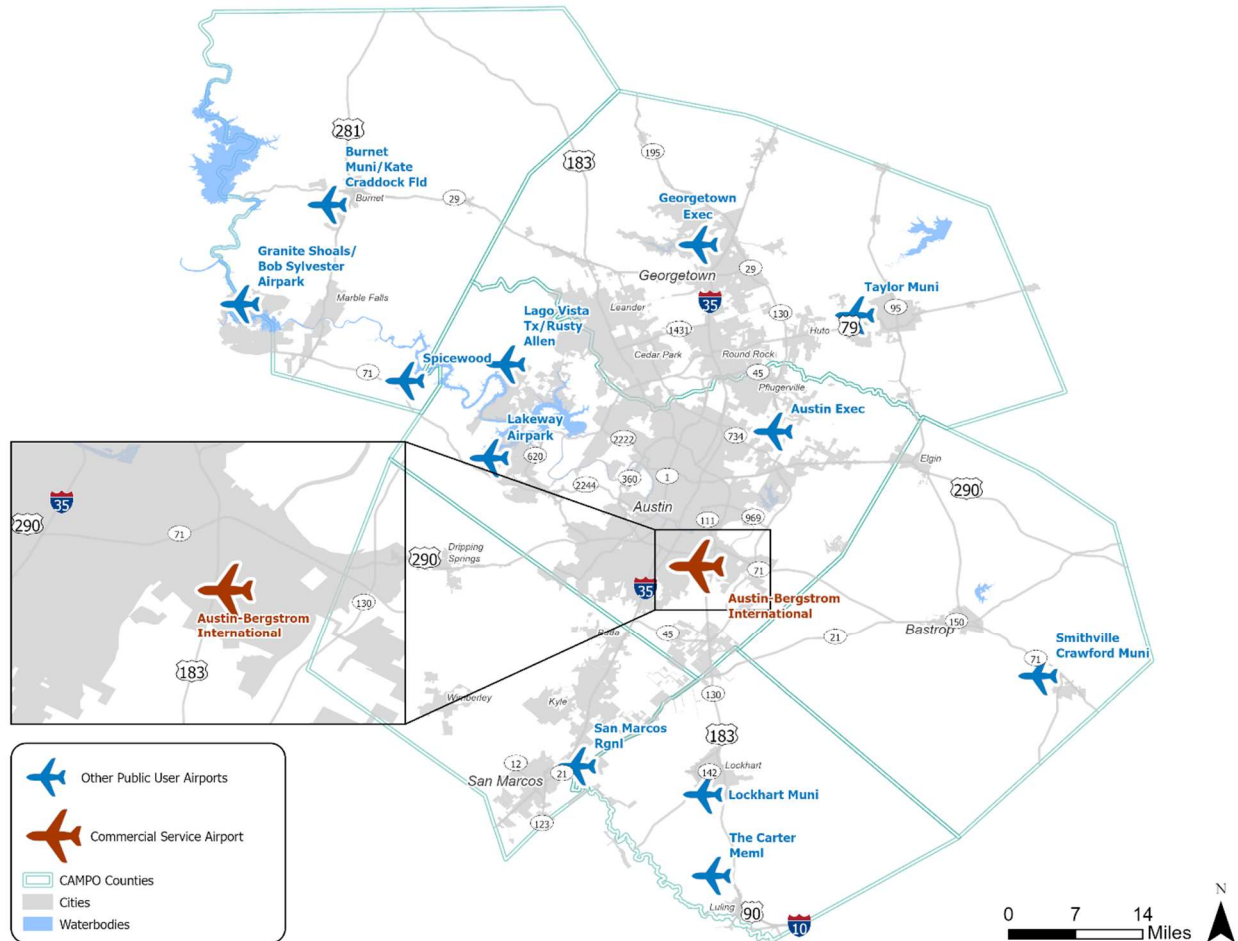 281
Burnet
Muni/Kate
Craddock Fld
Burnet
29
183
195
Georgetown
Exec
Georgetown
29
35
Granite Shoals/
Bob Sylvester
Airpark
Marble Falls
Leander
130
Taylor Muni
95
79
Huto
Lago Vista
Tx/Rusty
Allen
1431
Cedar Park
Round Rock
71
Spicewood
45
Pflugerville
Lakeway
Airpark
620
2222
734
Austin Exec
2244
360
1
Austin
Elgin
290
111
969
35
290
71
Austin-Bergstrom
International
130
183
290
Dripping
Springs
35
71
Austin-Bergstrom
International
Buda
45
21
Bastrop
150
71
Smithville
Crawford Muni
Wimberley
Kyle
130
183
San Marcos
Rgnl
12
21
San Marcos
123
Lockhart
142
Lockhart Muni
The Carter
Meml
Luling
90
10
Other Public User Airports
Commercial Service Airport
CAMPO Counties
Cities
Waterbodies
N
0 7 14
Miles